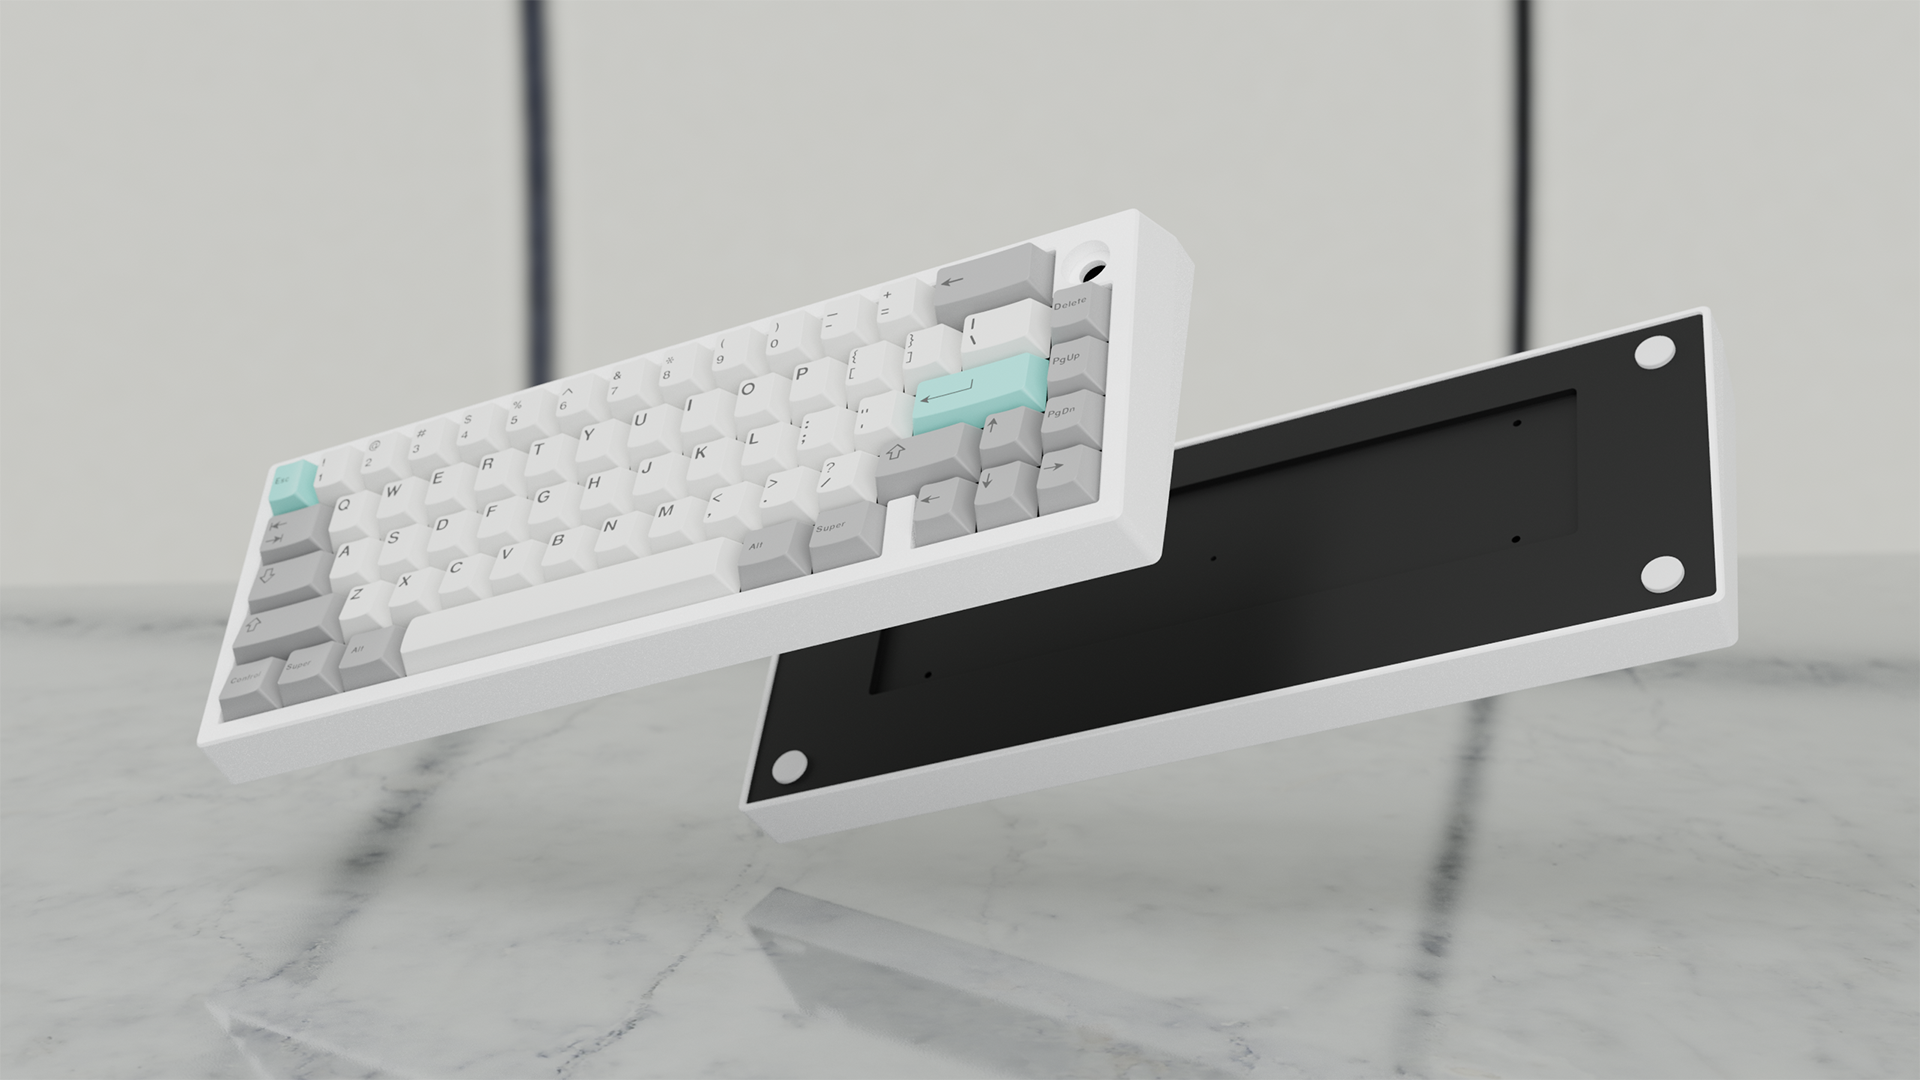 Esc ! 1 @ 2 # 3 $ 4 % 5 ^ 6 & 7 * 8 ( 9 ) 0 — - + = ← Delete
Q W E R T Y U I O P { [ } ] | \ PgUp
A S D F G H J K L : ; " ' PgDn
Z X C V B N M < , > . ? / ↑
Control Super Alt Alt Super ← ↓ →